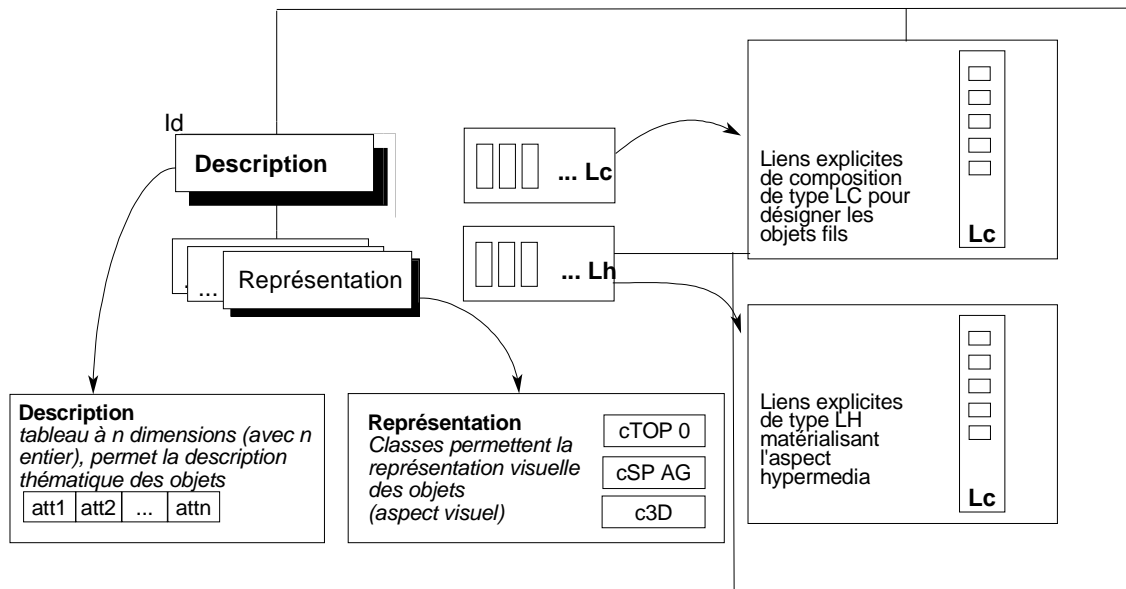 Id
Description
... Lc
... Lh
...
Représentation
Liens explicites
de composition
de type LC pour
désigner les
objets fils
Lc
Liens explicites
de type LH
matérialisant
l'aspect
hypermedia
Lc
Description
tableau à n dimensions (avec n
entier), permet la description
thématique des objets
att1 att2 ... attn
Représentation
Classes permettent la
représentation visuelle
des objets
(aspect visuel)
cTOP 0
cSP AG
c3D